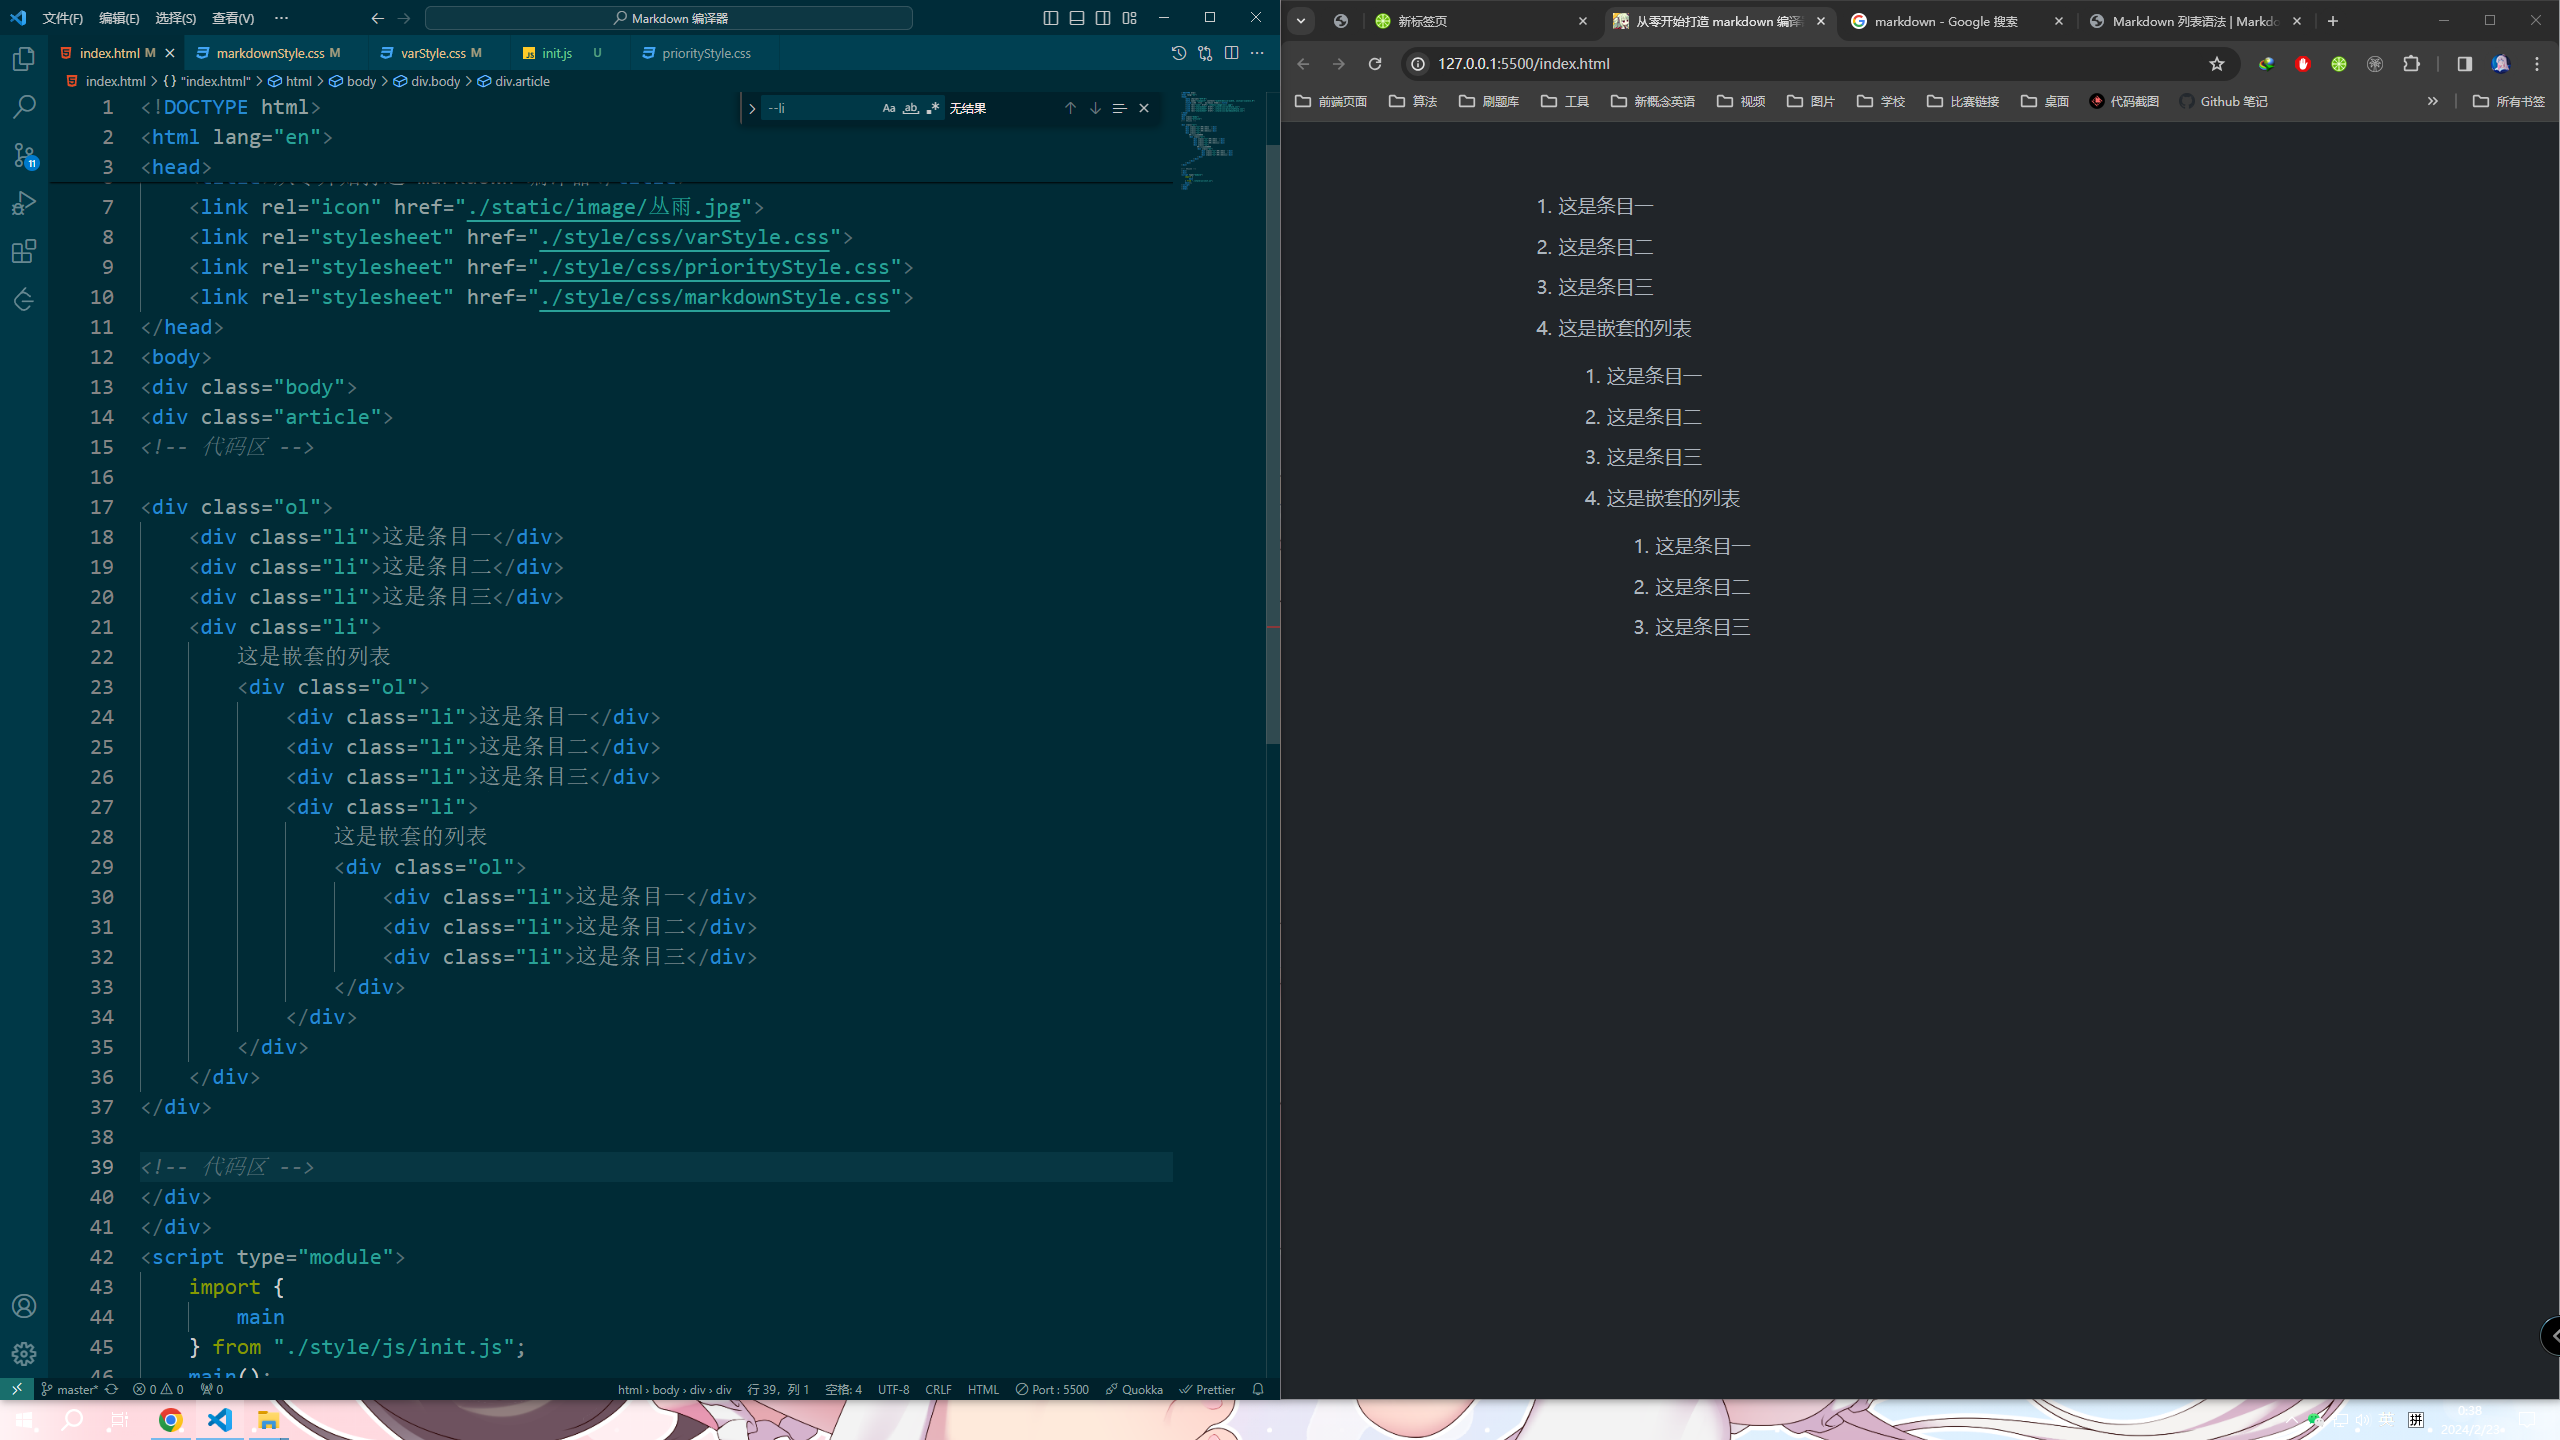 文件(F) 编辑(E) 选择(S) 查看(V) ··· Markdown 编译器
index.html M markdownStyle.css M varStyle.css M init.js U priorityStyle.css
index.html > {} "index.html" > html > body > div.body > div.article
--li Aa ab 无结果
1 <!DOCTYPE html>
2 <html lang="en">
3 <head>
7 <link rel="icon" href="./static/image/丛雨.jpg">
8 <link rel="stylesheet" href="./style/css/varStyle.css">
9 <link rel="stylesheet" href="./style/css/priorityStyle.css">
10 <link rel="stylesheet" href="./style/css/markdownStyle.css">
11 </head>
12 <body>
13 <div class="body">
14 <div class="article">
15 <!-- 代码区 -->
16
17 <div class="ol">
18 <div class="li">这是条目一</div>
19 <div class="li">这是条目二</div>
20 <div class="li">这是条目三</div>
21 <div class="li">
22 这是嵌套的列表
23 <div class="ol">
24 <div class="li">这是条目一</div>
25 <div class="li">这是条目二</div>
26 <div class="li">这是条目三</div>
27 <div class="li">
28 这是嵌套的列表
29 <div class="ol">
30 <div class="li">这是条目一</div>
31 <div class="li">这是条目二</div>
32 <div class="li">这是条目三</div>
33 </div>
34 </div>
35 </div>
36 </div>
37 </div>
38
39 <!-- 代码区 -->
40 </div>
41 </div>
42 <script type="module">
43 import {
44 main
45 } from "./style/js/init.js";
46 main();
11
master* 0 0 0 html › body › div › div 行 39，列 1 空格: 4 UTF-8 CRLF HTML Port : 5500 Quokka Prettier
新标签页 从零开始打造 markdown 编译 markdown - Google 搜索 Markdown 列表语法 | Markdo
127.0.0.1:5500/index.html
前端页面 算法 刷题库 工具 新概念英语 视频 图片 学校 比赛链接 桌面 代码截图 Github 笔记 » 所有书签
1. 这是条目一
2. 这是条目二
3. 这是条目三
4. 这是嵌套的列表
1. 这是条目一
2. 这是条目二
3. 这是条目三
4. 这是嵌套的列表
1. 这是条目一
2. 这是条目二
3. 这是条目三
英 拼 0:38
2024/2/23